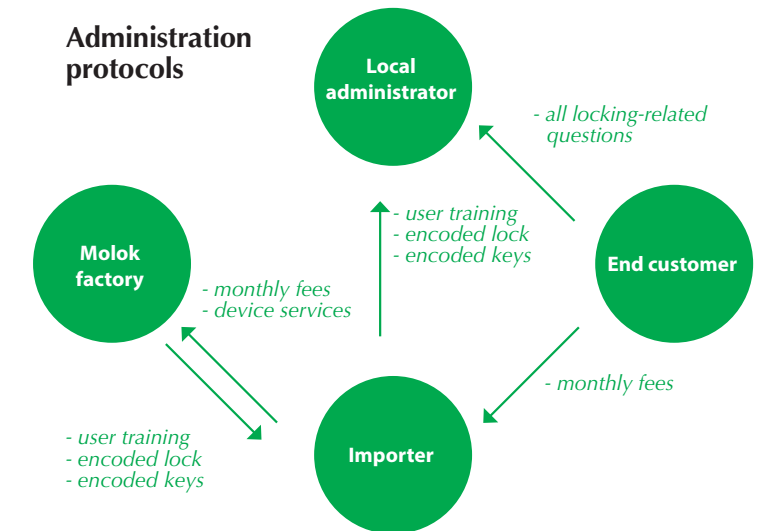 Administration
protocols
Local
administrator
- all locking-related
questions
- user training
- encoded lock
- encoded keys
Molok
factory
End customer
- monthly fees
- device services
- monthly fees
- user training
- encoded lock
- encoded keys
Importer